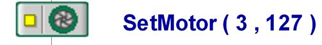 SetMotor ( 3 , 127 )